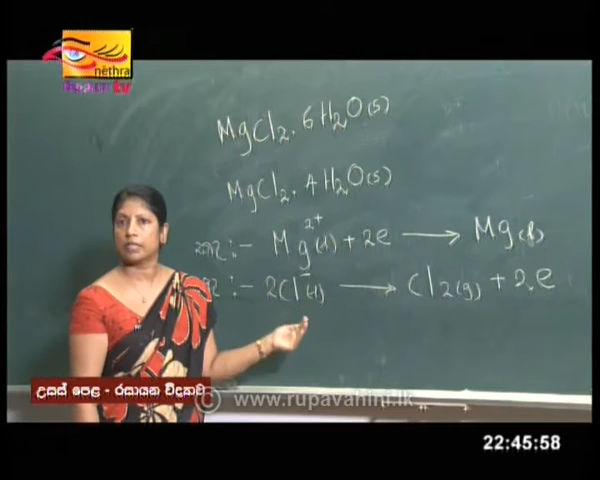 nethra
tv
MgCl₂. 6H₂O(s)
MgCl₂. 4H₂O(s)
:- Mg²⁺(l) + 2e ⟶ Mg(l)
:- 2Cl⁻(l) ⟶ Cl₂(g) + 2e
උසස් පෙළ - රසායන විද්‍යාව
© www.rupavahini.lk
22:45:58